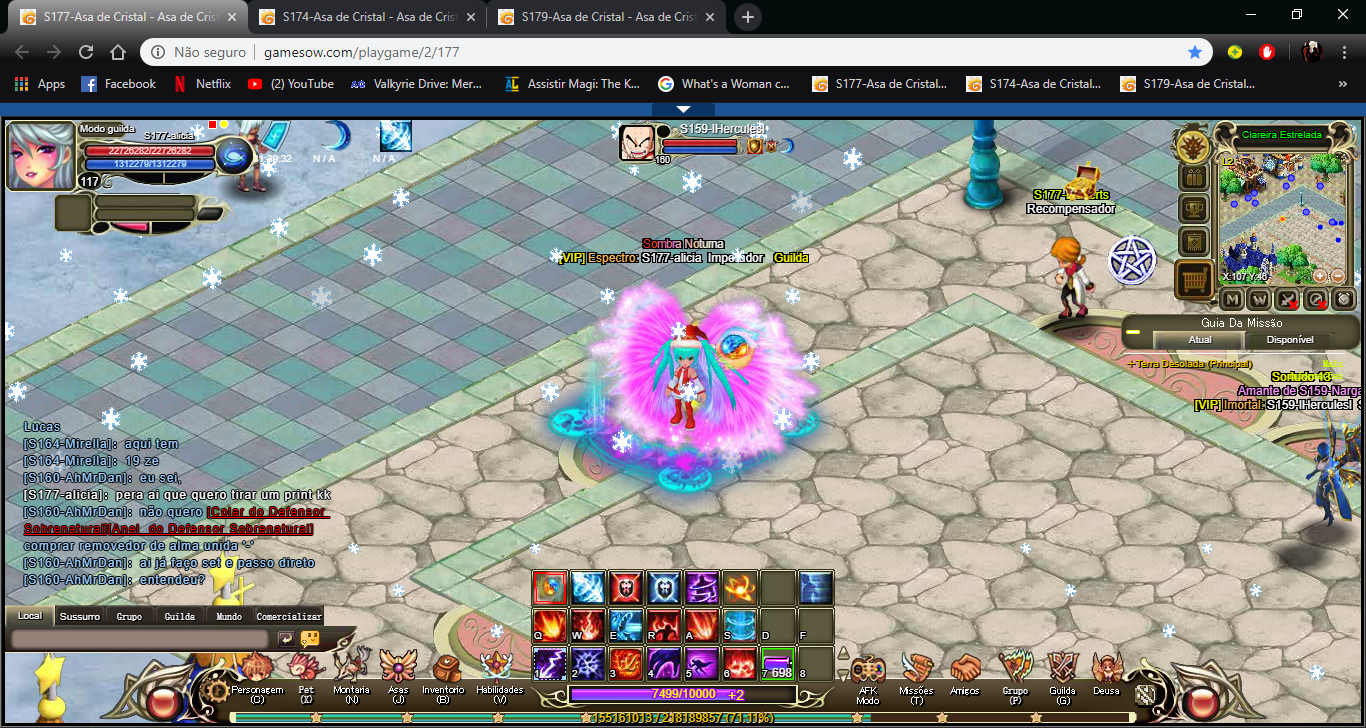 S177-Asa de Cristal - Asa de Crist
S174-Asa de Cristal - Asa de Crist
S179-Asa de Cristal - Asa de Crist
Não seguro
gamesow.com/playgame/2/177
Apps
Facebook
Netflix
(2) YouTube
Valkyrie Drive: Mer...
Assistir Magi: The K...
What's a Woman c...
S177-Asa de Cristal...
S174-Asa de Cristal...
S179-Asa de Cristal...
Modo guilda
S177-alicia
22726282/22726282
1312279/1312279
117
N/A
N/A
S159-IHerculesI
160
Clareira Estrelada
L2
X:107,Y:46
M
W
Recompensador
Sombra Noturna
[VIP] Espectro: S177-alicia Imperador Guilda
Guia Da Missão
Atual
Disponível
+ Terra Desolada (Principal)
Amante de S159-Narga
[VIP] Imortal: S159-IHerculesI S
Lucas
[S164-Mirella]: aqui tem
[S164-Mirella]: 19 ze
[S160-AhMrDan]: eu sei,
[S177-alicia]: pera ai que quero tirar um print kk
[S160-AhMrDan]: não quero [Colar do Defensor
Sobrenatural][Anel do Defensor Sobrenatural]
comprar removedor de alma unida '-'
[S160-AhMrDan]: ai já faço set e passo direto
[S160-AhMrDan]: entendeu?
Local
Sussurro
Grupo
Guilda
Mundo
Comercializar
Q
W
E
R
A
S
D
F
1
2
3
4
5
6
7 698
8
7499/10000 +2
Personagem (C)
Pet (X)
Montaria (N)
Asas (J)
Inventorio (B)
Habilidades (V)
AFK Modo
Missões (T)
Amigos
Grupo (P)
Guilda (G)
Deusa